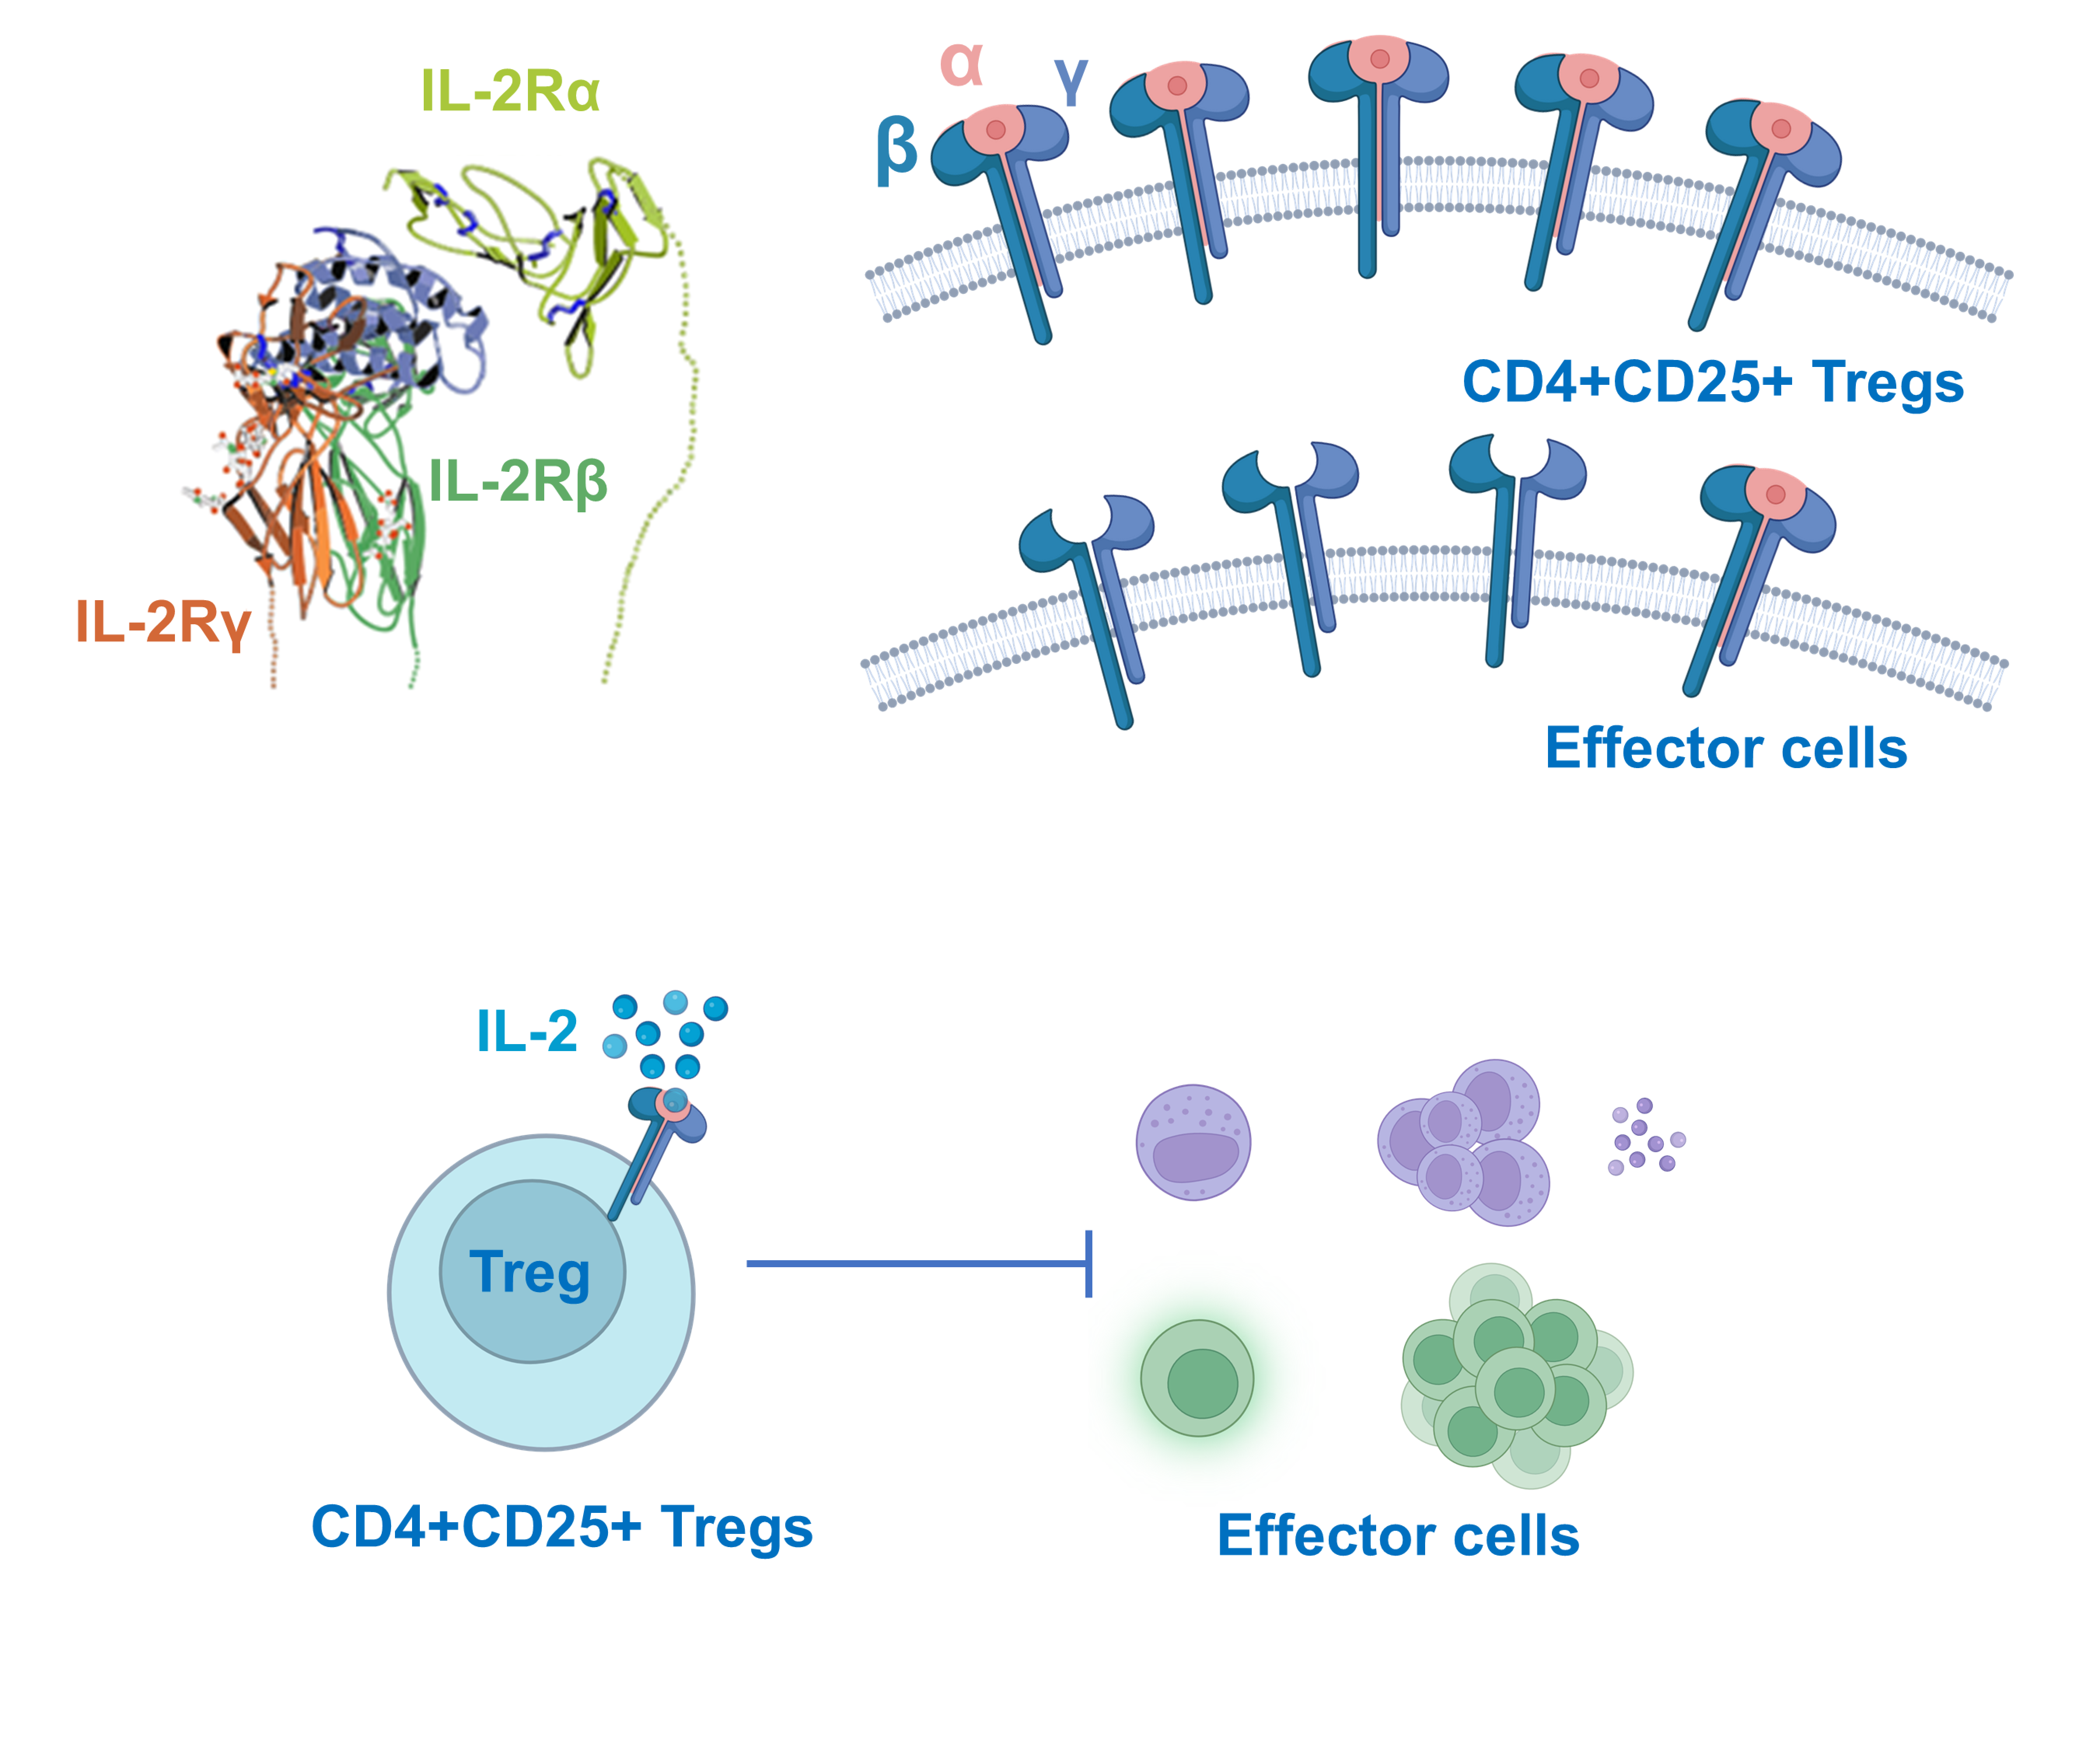 IL-2Rα
IL-2Rβ
IL-2Rγ
α
γ
β
CD4+CD25+ Tregs
Effector cells
IL-2
Treg
CD4+CD25+ Tregs
Effector cells